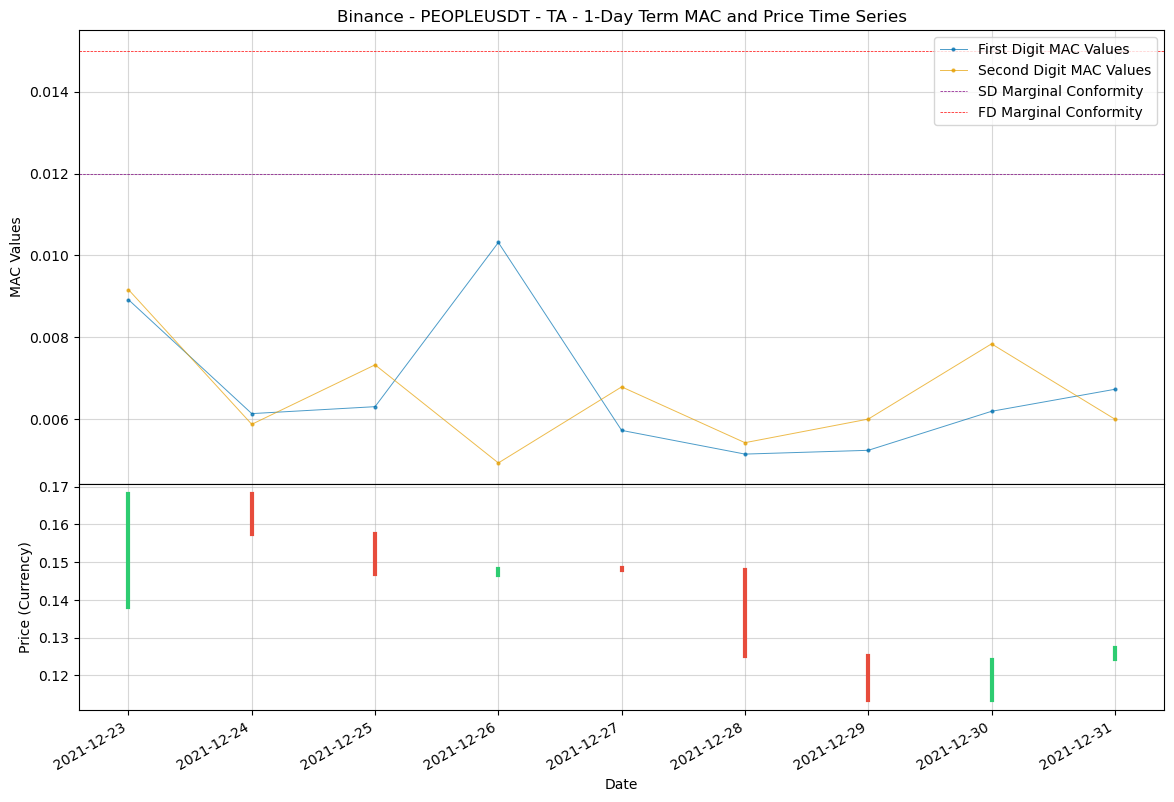 Binance - PEOPLEUSDT - TA - 1-Day Term MAC and Price Time Series
First Digit MAC Values
Second Digit MAC Values
SD Marginal Conformity
FD Marginal Conformity
MAC Values
0.014
0.012
0.010
0.008
0.006
Price (Currency)
0.17
0.16
0.15
0.14
0.13
0.12
2021-12-23
2021-12-24
2021-12-25
2021-12-26
2021-12-27
2021-12-28
2021-12-29
2021-12-30
2021-12-31
Date